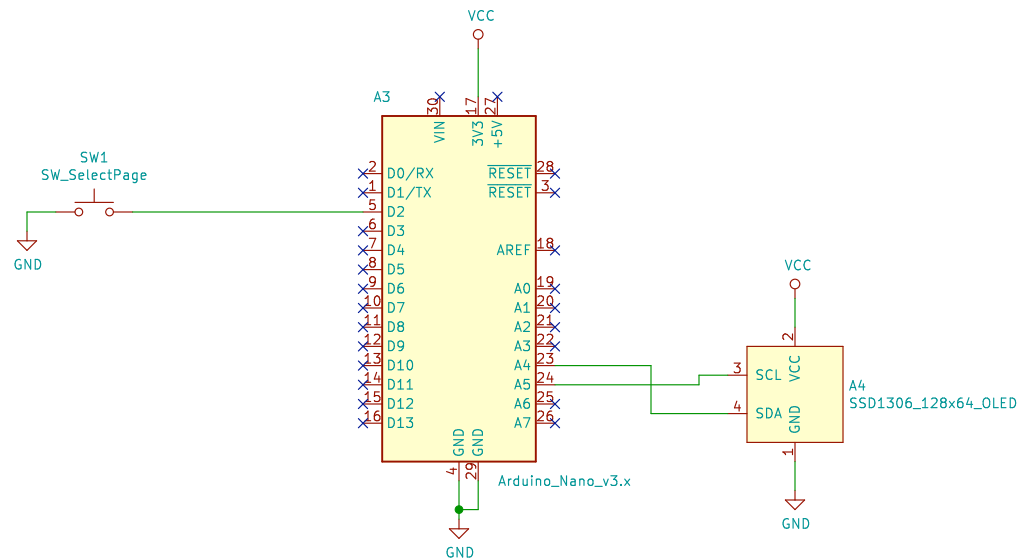 VCC
A3
30
17
27
VIN
3V3
+5V
SW1
SW_SelectPage
GND
2 D0/RX
1 D1/TX
5 D2
6 D3
7 D4
8 D5
9 D6
10 D7
11 D8
12 D9
13 D10
14 D11
15 D12
16 D13
RESET 28
RESET 3
AREF 18
A0 19
A1 20
A2 21
A3 22
A4 23
A5 24
A6 25
A7 26
GND
GND
4
29
Arduino_Nano_v3.x
GND
VCC
2
VCC
3 SCL
4 SDA
GND
1
A4
SSD1306_128x64_OLED
GND